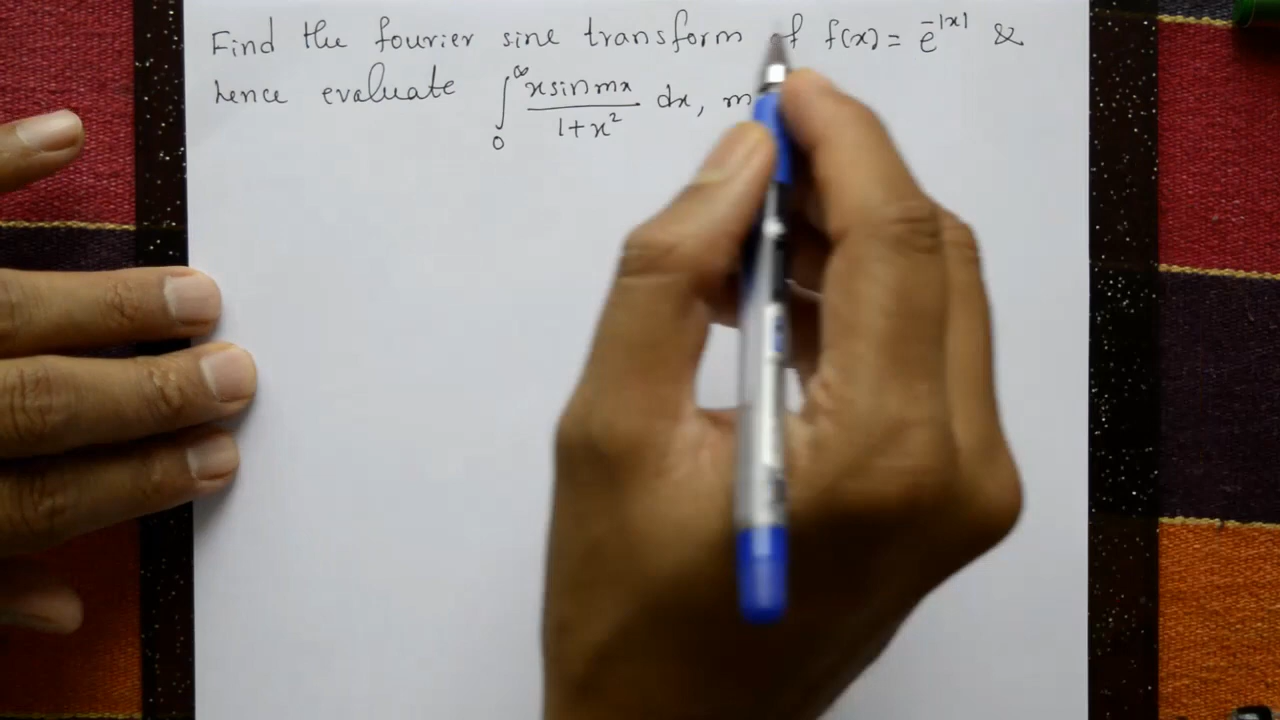 Find the fourier sine transform of f(x) = e^{-|x|} &
hence evaluate ∫₀^∞ x sin mx / 1+x² dx, m